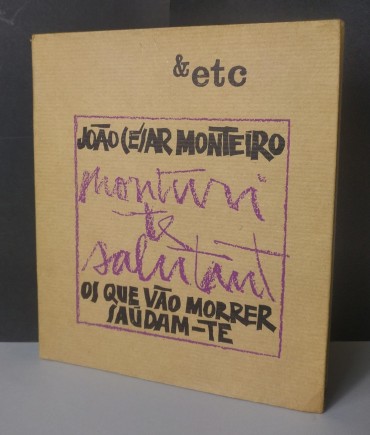 & etc
JOÃO CÉSAR MONTEIRO
morituri
te
salutant
OS QUE VÃO MORRER
SAÚDAM-TE